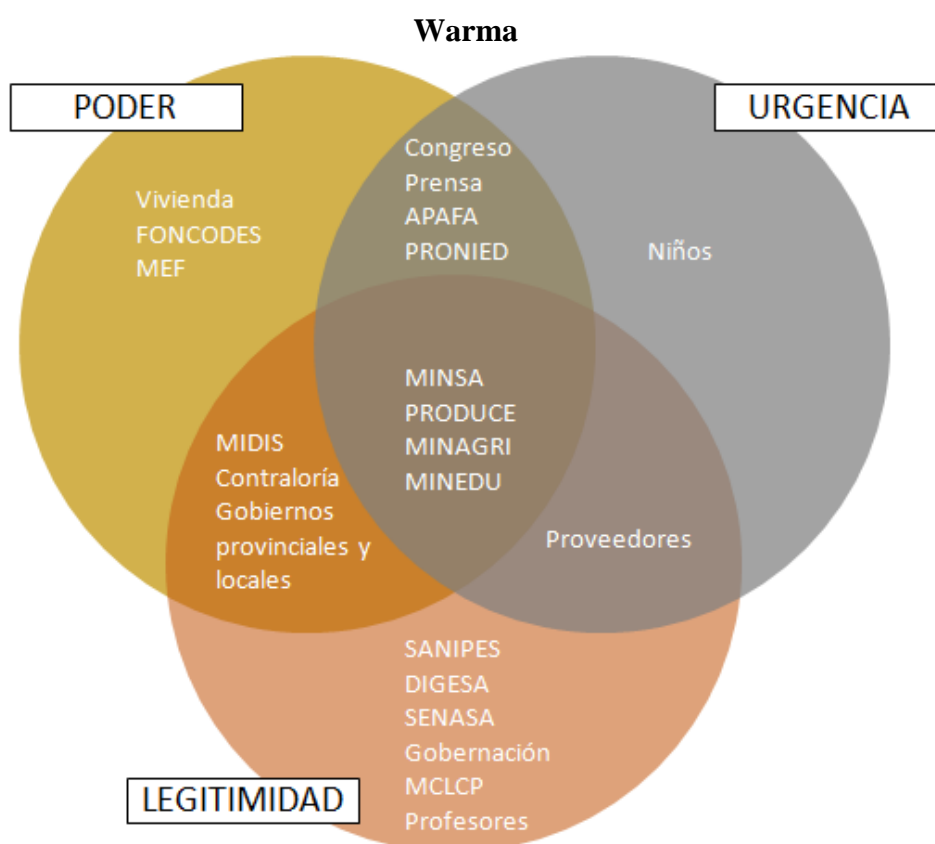 Warma
PODER
URGENCIA
Vivienda
FONCODES
MEF
Congreso
Prensa
APAFA
PRONIED
Niños
MINSA
PRODUCE
MINAGRI
MINEDU
MIDIS
Contraloría
Gobiernos
provinciales y
locales
Proveedores
SANIPES
DIGESA
SENASA
Gobernación
MCLCP
Profesores
LEGITIMIDAD